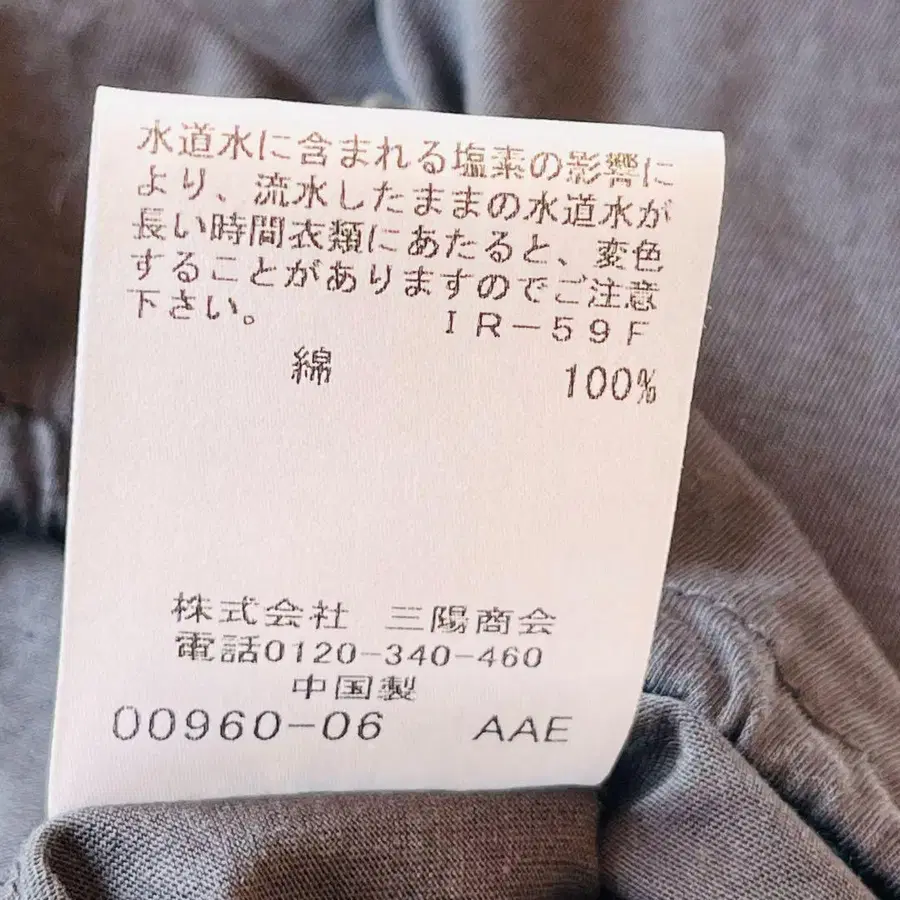 水道水に含まれる塩素の影響に
より、流水したままの水道水が
長い時間衣類にあたると、変色
することがありますのでご注意
下さい。 IR-59F
綿 100%
株式会社 三陽商会
電話0120-340-460
中国製
00960-06 AAE